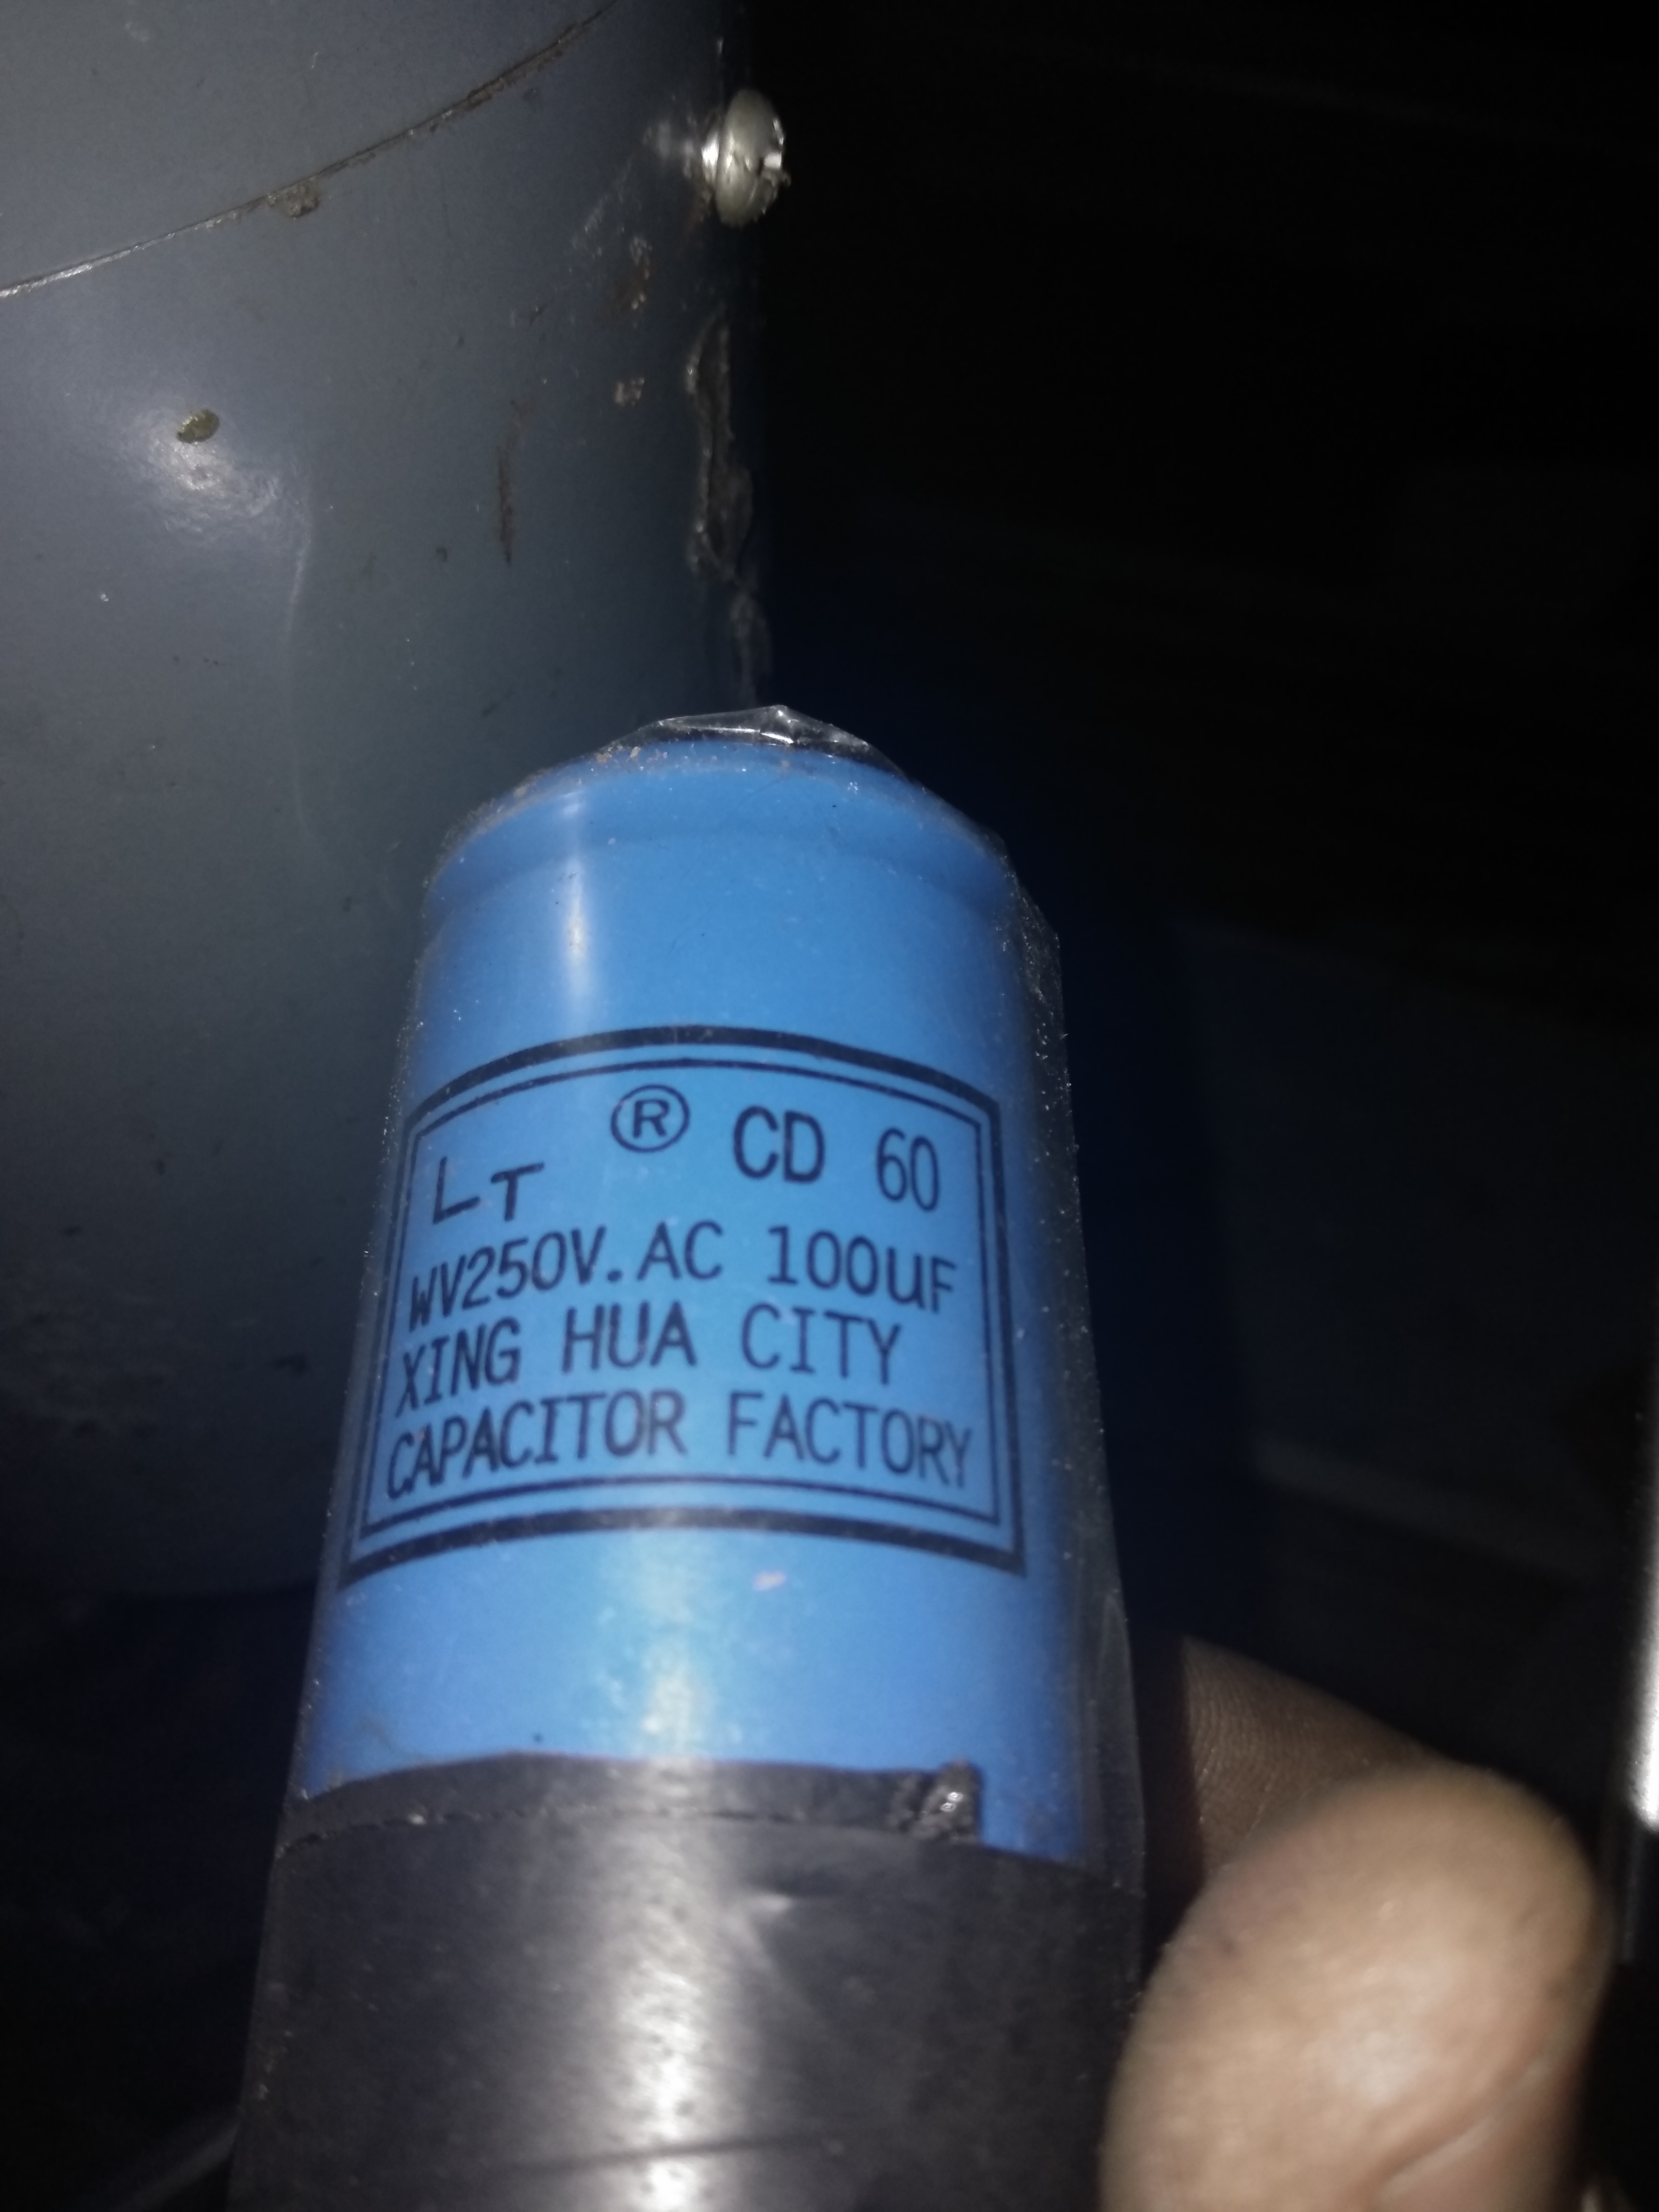 LT ® CD 60
WV250V.AC 100uF
XING HUA CITY
CAPACITOR FACTORY